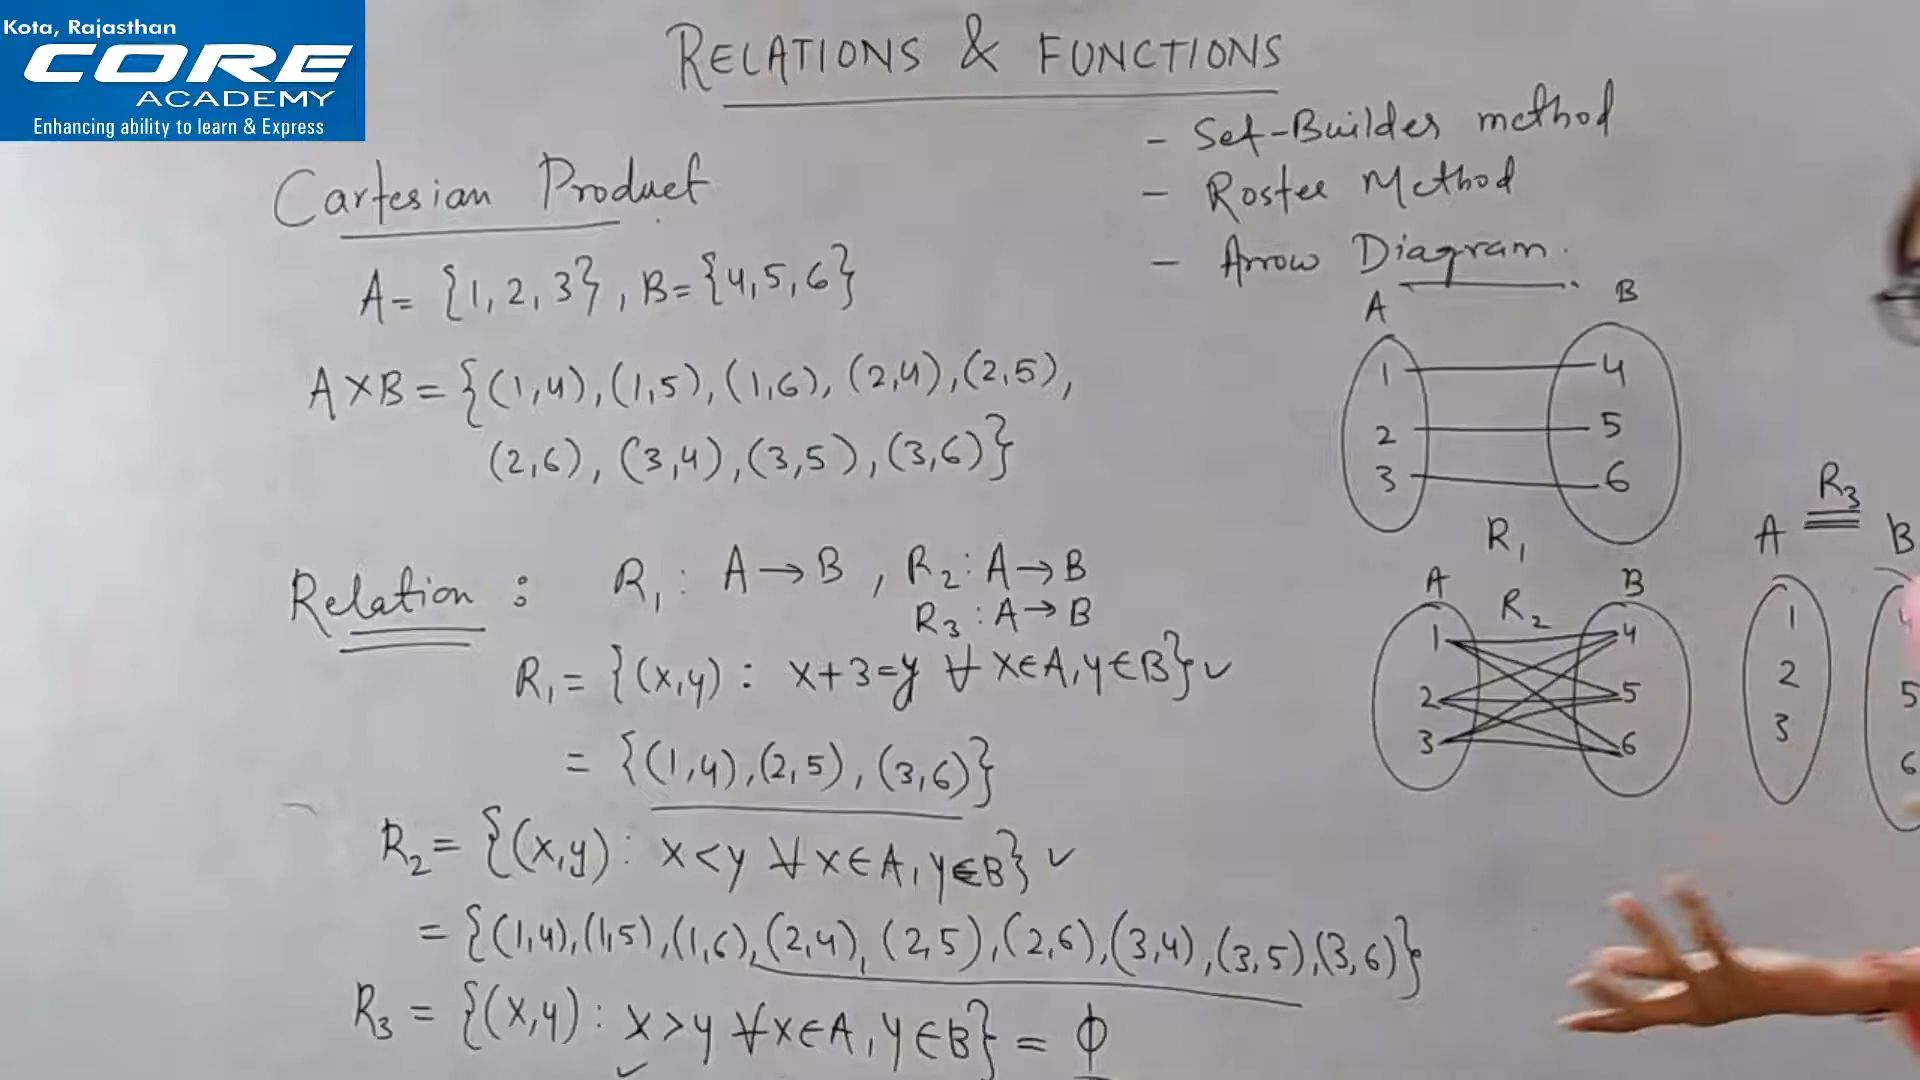 Kota, Rajasthan
CORE
ACADEMY
Enhancing ability to learn & Express
RELATIONS & FUNCTIONS
- Set-Builder method
- Roster Method
- Arrow Diagram.
Cartesian Product
A= {1,2,3}, B={4,5,6}
A×B={(1,4),(1,5),(1,6),(2,4),(2,5),
(2,6),(3,4),(3,5),(3,6)}
Relation : R₁: A→B, R₂: A→B
R₃: A→B
R₁= {(x,y): x+3=y ∀ x∈A,y∈B}✓
= {(1,4),(2,5),(3,6)}
R₂= {(x,y): x<y ∀x∈A,y∈B}✓
= {(1,4),(1,5),(1,6),(2,4),(2,5),(2,6),(3,4),(3,5),(3,6)}
R₃ = {(x,y): x>y ∀x∈A,y∈B} = ϕ
✓
A B
1 4
2 5
3 6
R₁
A B
R₂
1 4
2 5
3 6
R₃
A B
1 4
2 5
3 6